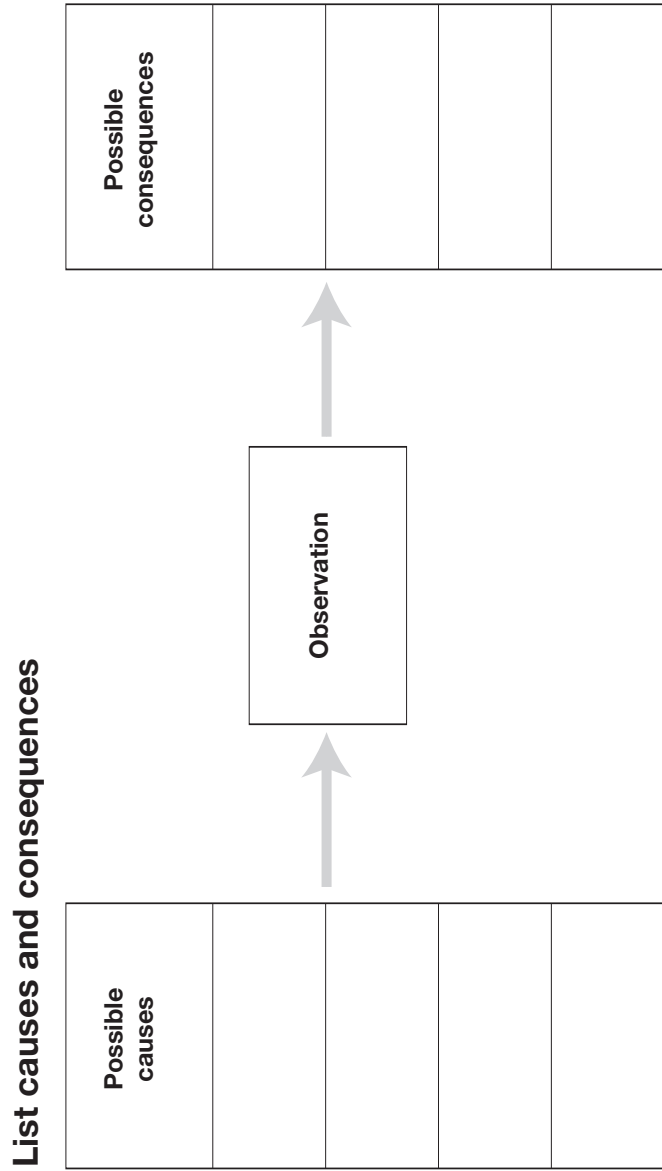 List causes and consequences
Possible
causes
Observation
Possible
consequences